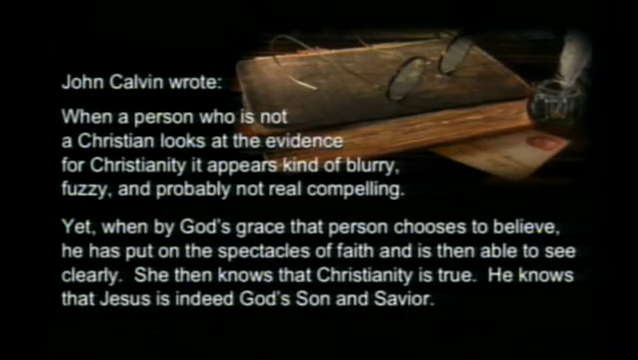 John Calvin wrote:
When a person who is not
a Christian looks at the evidence
for Christianity it appears kind of blurry,
fuzzy, and probably not real compelling.
Yet, when by God's grace that person chooses to believe,
he has put on the spectacles of faith and is then able to see
clearly. She then knows that Christianity is true. He knows
that Jesus is indeed God's Son and Savior.